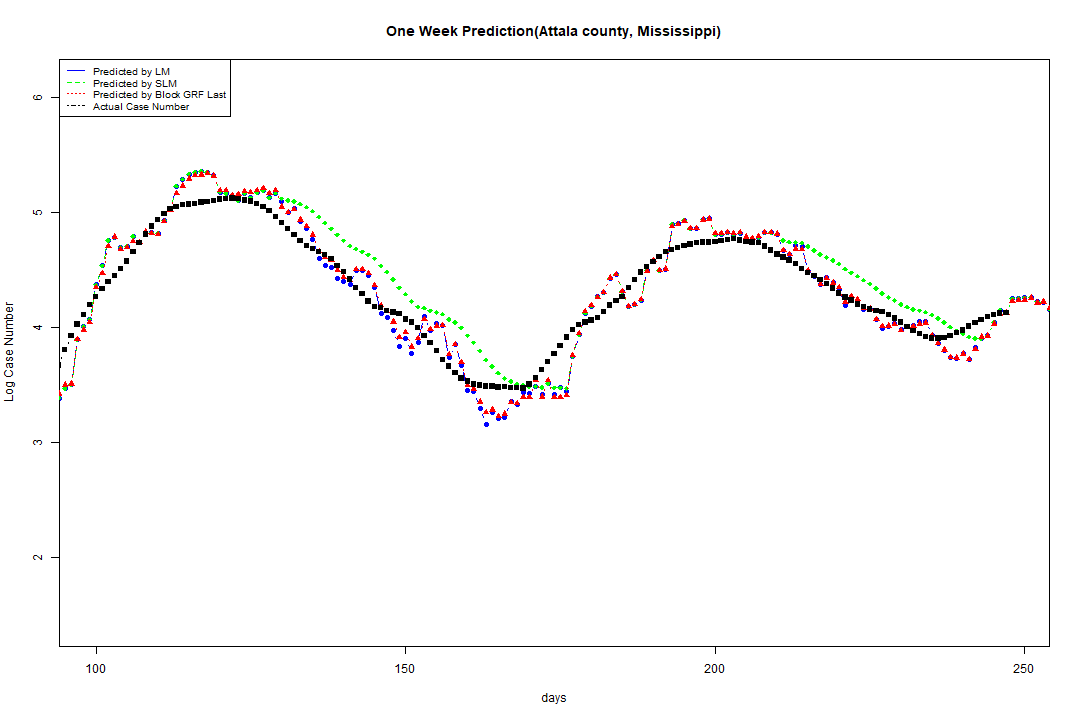 One Week Prediction(Attala county, Mississippi)
Predicted by LM
Predicted by SLM
Predicted by Block GRF Last
Actual Case Number
6
5
4
3
2
Log Case Number
100 150 200 250
days